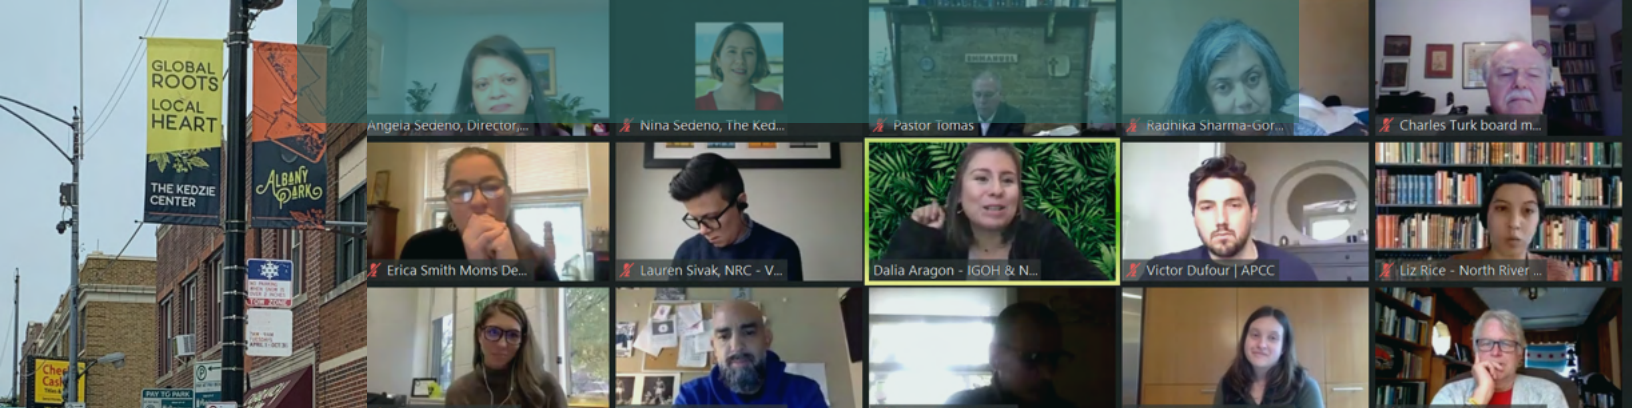 GLOBAL
ROOTS
LOCAL
HEART
THE KEDZIE
CENTER
ALBANY
PARK
PAY TO PARK
EMMANUEL
Angela Sedeno, Director,...
Nina Sedeno, The Ked...
Pastor Tomas
Radhika Sharma-Gor...
Charles Turk board m...
Erica Smith Moms De...
Lauren Sivak, NRC - V...
Dalia Aragon - IGOH & N...
Victor Dufour | APCC
Liz Rice - North River ...